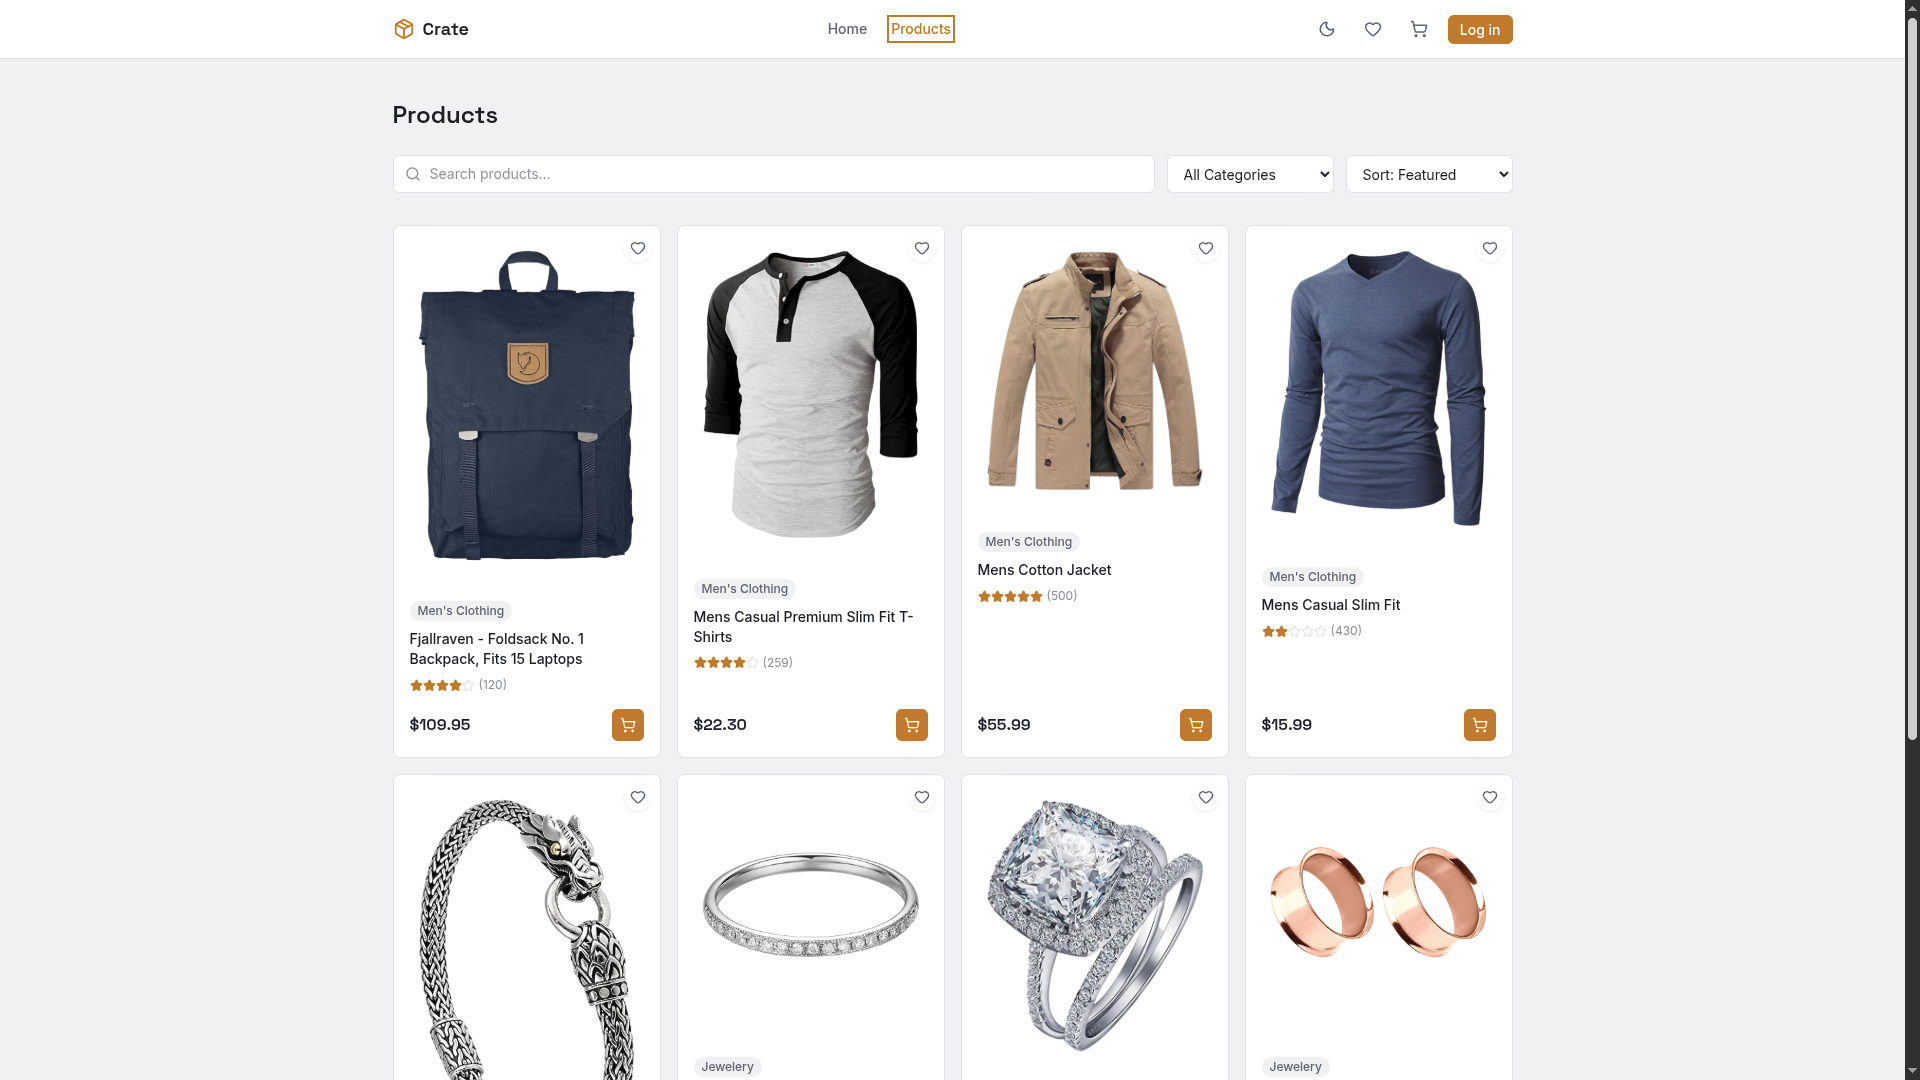 Crate
Home
Products
Log in
Products
Search products...
All Categories
Sort: Featured
Men's Clothing
Fjallraven - Foldsack No. 1
Backpack, Fits 15 Laptops
(120)
$109.95
Men's Clothing
Mens Casual Premium Slim Fit T-
Shirts
(259)
$22.30
Men's Clothing
Mens Cotton Jacket
(500)
$55.99
Men's Clothing
Mens Casual Slim Fit
(430)
$15.99
Jewelery
Jewelery